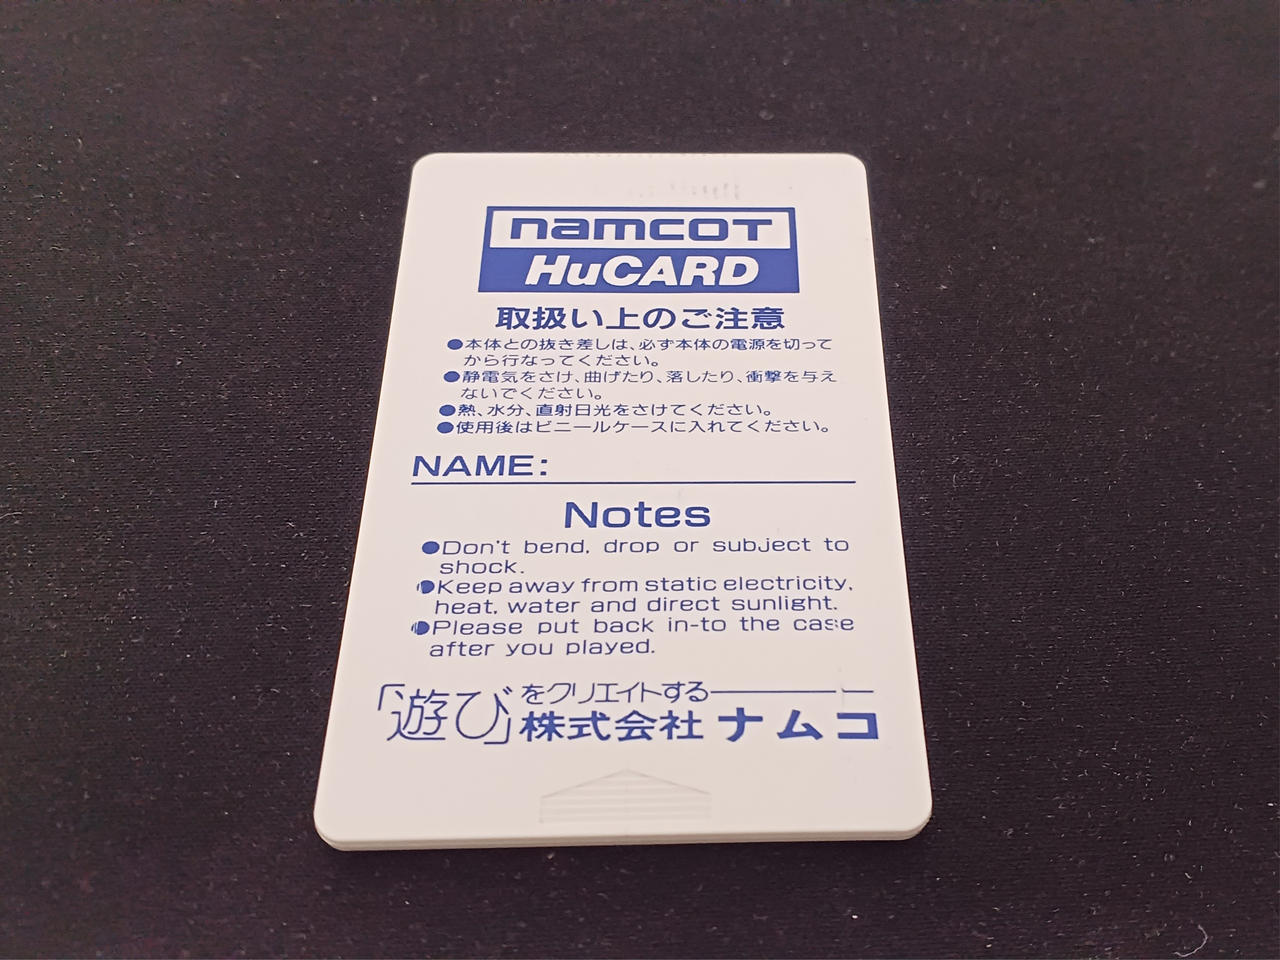 namcoT
HuCARD
取扱い上のご注意
●本体との抜き差しは、必ず本体の電源を切って
から行なってください。
●静電気をさけ、曲げたり、落したり、衝撃を与え
ないでください。
●熱、水分、直射日光をさけてください。
●使用後はビニールケースに入れてください。
NAME:
Notes
●Don't bend, drop or subject to
shock.
●Keep away from static electricity,
heat, water and direct sunlight.
●Please put back in-to the case
after you played.
「遊び」をクリエイトする
株式会社ナムコ